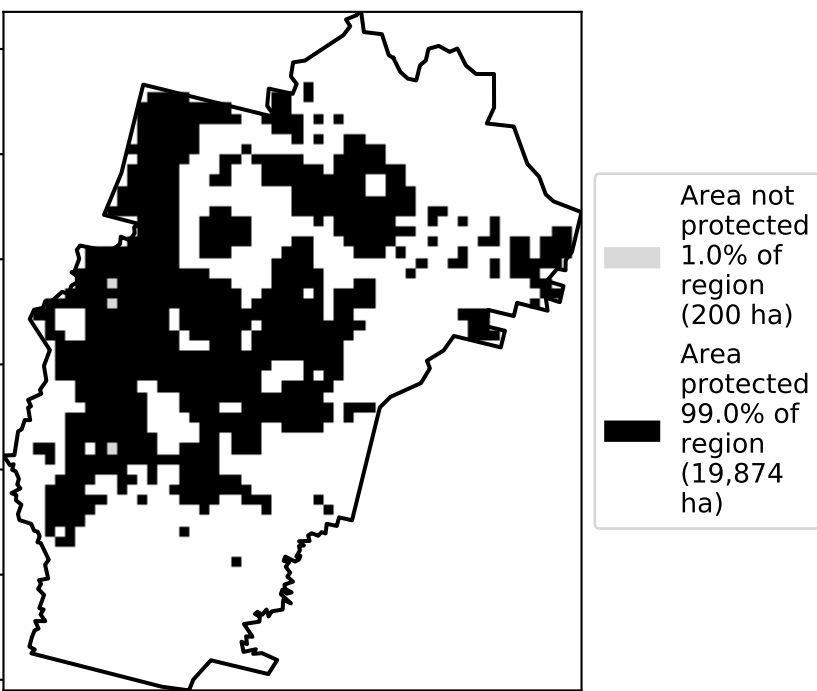 Area not
protected
1.0% of
region
(200 ha)
Area
protected
99.0% of
region
(19,874
ha)